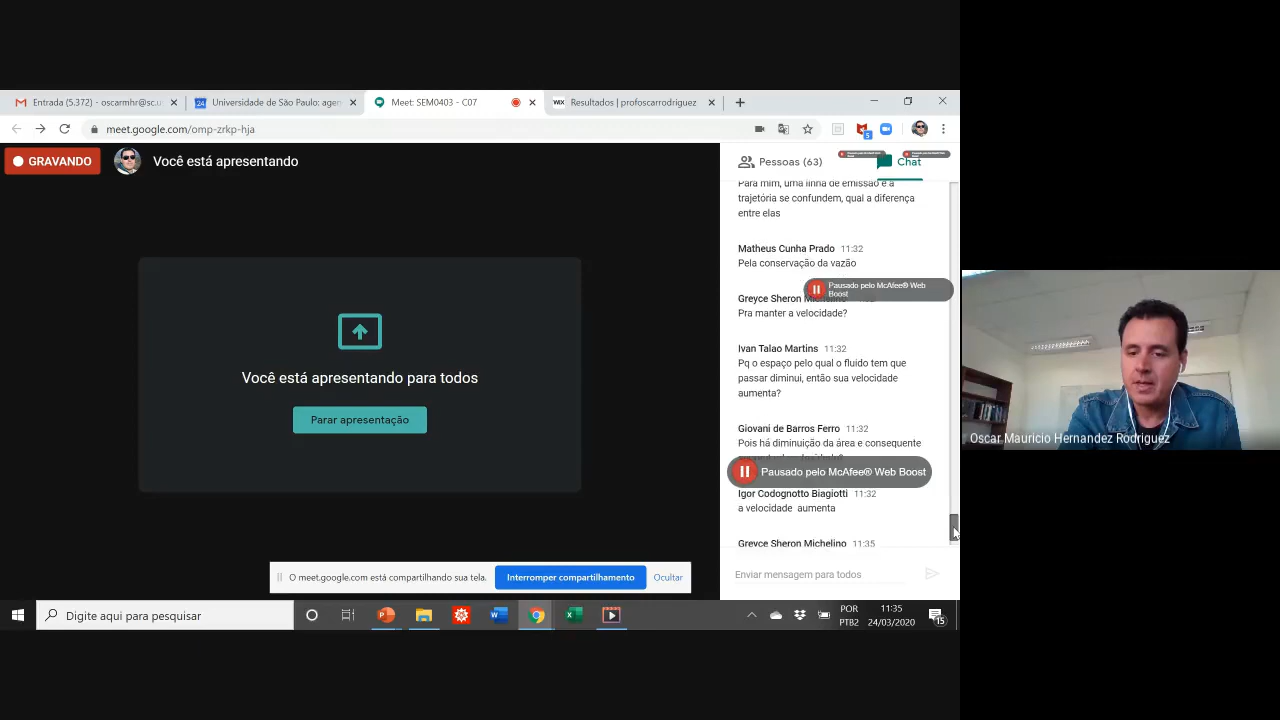 Entrada (5.372) - oscarmhr@sc.u
Universidade de São Paulo: agen
Meet: SEM0403 - C07
WIX
Resultados | profoscarrodriguez
meet.google.com/omp-zrkp-hja
GRAVANDO
Você está apresentando
Pessoas (63)
Chat
Para mim, uma linha de emissão e a
trajetória se confundem, qual a diferença
entre elas
Matheus Cunha Prado 11:32
Pela conservação da vazão
Pausado pelo McAfee® Web
Boost
Greyce Sheron
Pra manter a velocidade?
Ivan Talao Martins 11:32
Pq o espaço pelo qual o fluido tem que
passar diminui, então sua velocidade
aumenta?
Giovani de Barros Ferro 11:32
Pois há diminuição da área e consequente
Pausado pelo McAfee® Web Boost
Igor Codognotto Biagiotti 11:32
a velocidade aumenta
Greyce Sheron Michelino 11:35
Enviar mensagem para todos
Você está apresentando para todos
Parar apresentação
O meet.google.com está compartilhando sua tela.
Interromper compartilhamento
Ocultar
Digite aqui para pesquisar
POR
PTB2
11:35
24/03/2020
15
Oscar Mauricio Hernandez Rodriguez